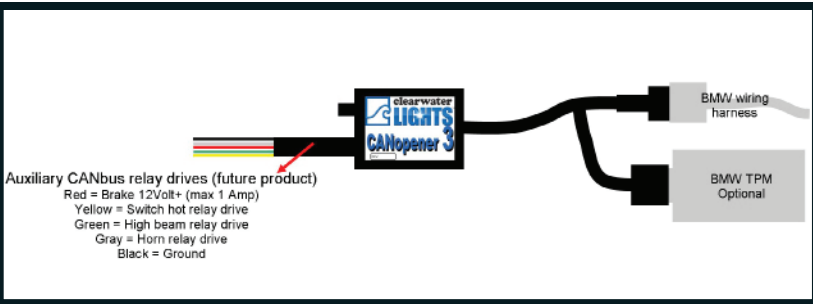 clearwater
LIGHTS
CANopener 3
BMW wiring
harness
BMW TPM
Optional
Auxiliary CANbus relay drives (future product)
Red = Brake 12Volt+ (max 1 Amp)
Yellow = Switch hot relay drive
Green = High beam relay drive
Gray = Horn relay drive
Black = Ground